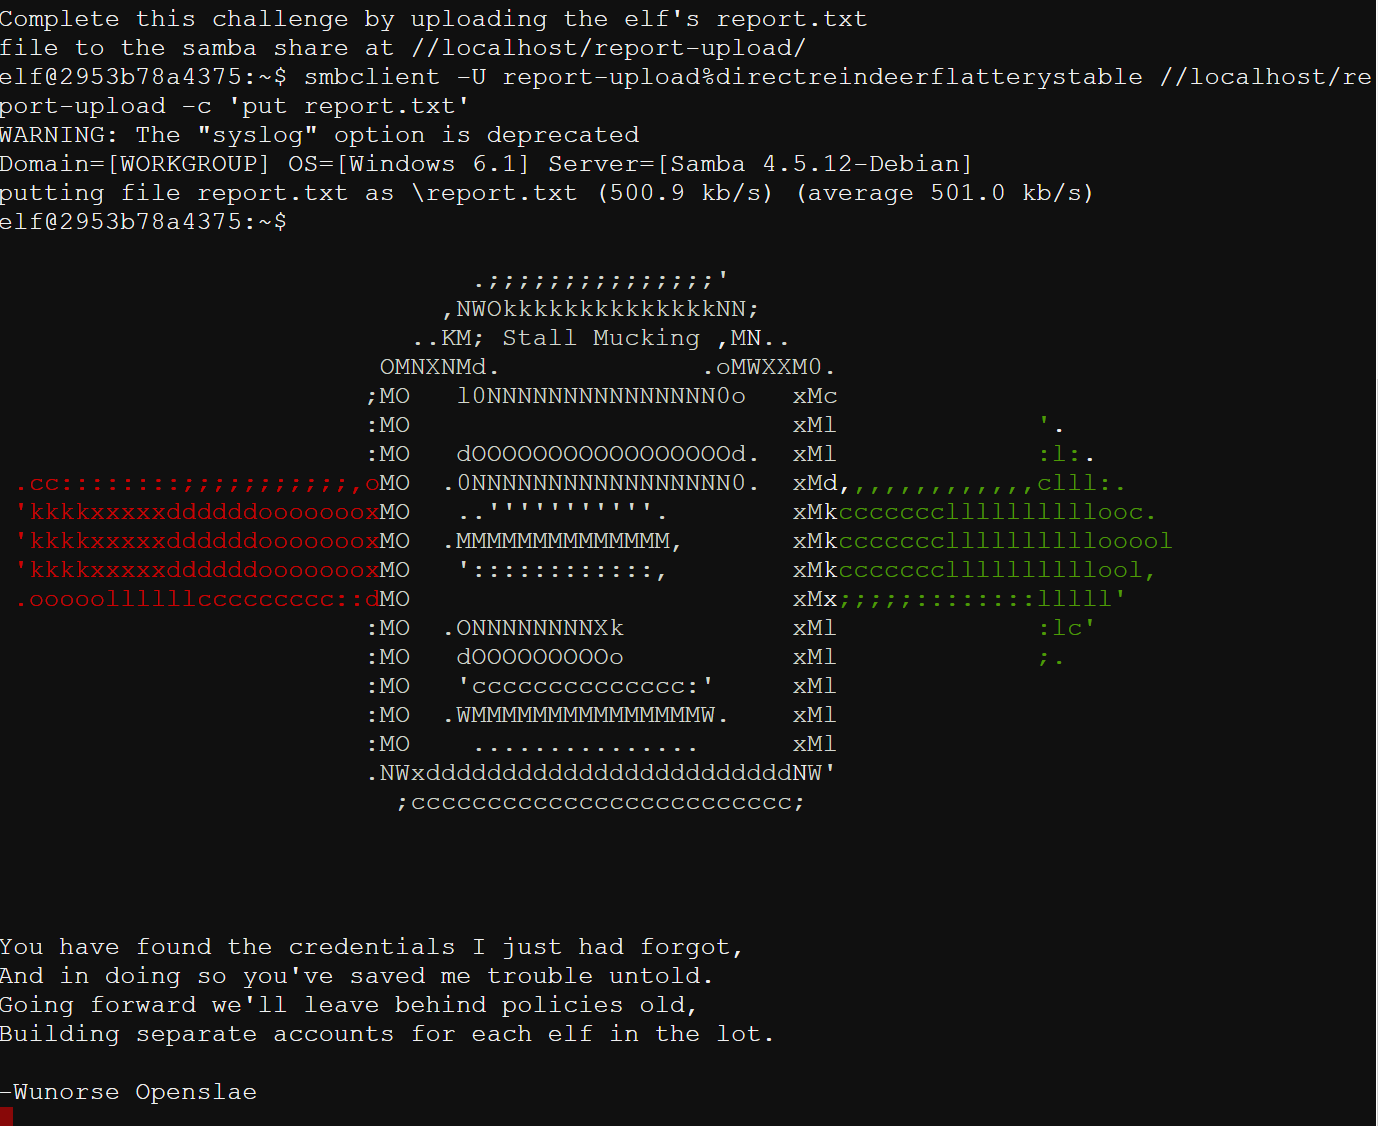 Complete this challenge by uploading the elf's report.txt
file to the samba share at //localhost/report-upload/
elf@2953b78a4375:~$ smbclient -U report-upload%directreindeerflatterystable //localhost/re
port-upload -c 'put report.txt'
WARNING: The "syslog" option is deprecated
Domain=[WORKGROUP] OS=[Windows 6.1] Server=[Samba 4.5.12-Debian]
putting file report.txt as \report.txt (500.9 kb/s) (average 501.0 kb/s)
elf@2953b78a4375:~$
.;;;;;;;;;;;;;;;'
,NWOkkkkkkkkkkkkkkNN;
..KM; Stall Mucking ,MN..
OMNXNMd. .oMWXXM0.
;MO l0NNNNNNNNNNNNNNN0o xMc
:MO xMl '.
:MO dOOOOOOOOOOOOOOOOOd. xMl :l:.
.cc::::::::;;;;;;;;;;;,oMO .0NNNNNNNNNNNNNNNNN0. xMd,,,,,,,,,,,,,clll:.
'kkkkxxxxxddddddoooooooxMO ..'''''''''''. xMkcccccccllllllllllooc.
'kkkkxxxxxddddddoooooooxMO .MMMMMMMMMMMMMM, xMkcccccccllllllllllooool
'kkkkxxxxxddddddoooooooxMO '::::::::::::, xMkcccccccllllllllllool,
.ooooollllllccccccccc::dMO xMx;;;;;::::::::lllll'
:MO .ONNNNNNNNXk xMl :lc'
:MO dOOOOOOOOOo xMl ;.
:MO 'cccccccccccccc:' xMl
:MO .WMMMMMMMMMMMMMMMW. xMl
:MO ............... xMl
.NWxddddddddddddddddddddddddNW'
;ccccccccccccccccccccccccc;
You have found the credentials I just had forgot,
And in doing so you've saved me trouble untold.
Going forward we'll leave behind policies old,
Building separate accounts for each elf in the lot.
-Wunorse Openslae